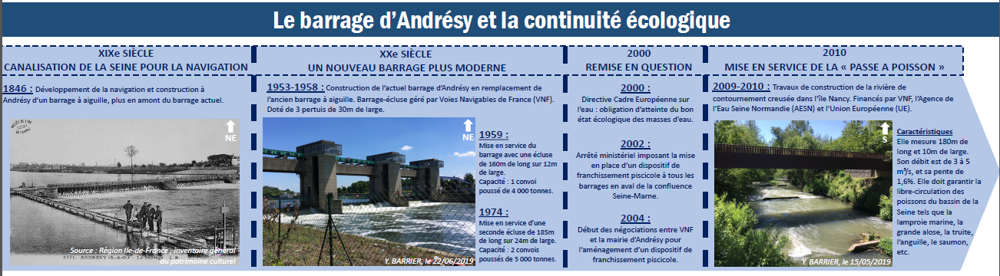 Le barrage d'Andrésy et la continuité écologique
XIXe SIÈCLE
CANALISATION DE LA SEINE POUR LA NAVIGATION
1846 : Développement de la navigation et construction à
Andrésy d'un barrage à aiguille, plus en amont du barrage actuel.
NE
Source : Région Ile-de-France ; inventaire général
du patrimoine culturel
XXe SIÈCLE
UN NOUVEAU BARRAGE PLUS MODERNE
1953-1958 : Construction de l'actuel barrage d'Andrésy en remplacement de
l'ancien barrage à aiguille. Barrage-écluse géré par Voies Navigables de France (VNF).
Doté de 3 pertuis de 30m de large.
NE
Y. BARRIER, le 22/06/2019
1959 :
Mise en service du
barrage avec une écluse
de 160m de long sur 12m
de large.
Capacité : 1 convoi
poussé de 4 000 tonnes.
1974 :
Mise en service d'une
seconde écluse de 185m
de long sur 24m de large.
Capacité : 2 convois
poussés de 5 000 tonnes.
2000
REMISE EN QUESTION
2000 :
Directive Cadre Européenne sur
l'eau : obligation d'atteinte du bon
état écologique des masses d'eau.
2002 :
Arrêté ministériel imposant la mise
en place d'un dispositif de
franchissement piscicole à tous les
barrages en aval de la confluence
Seine-Marne.
2004 :
Début des négociations entre VNF
et la mairie d'Andrésy pour
l'aménagement d'un dispositif de
franchissement piscicole.
2010
MISE EN SERVICE DE LA « PASSE A POISSON »
2009-2010 : Travaux de construction de la rivière de
contournement creusée dans l'île Nancy. Financés par VNF, l'Agence de
l'Eau Seine Normandie (AESN) et l'Union Européenne (UE).
S
Y. BARRIER, le 15/05/2019
Caractéristiques
Elle mesure 180m de
long et 10m de large.
Son débit est de 3 à 5
m³/s, et sa pente de
1,6%. Elle doit garantir la
libre-circulation des
poissons du bassin de la
Seine tels que la
lamproie marine, la
grande alose, la truite,
l'anguille, le saumon,
etc.